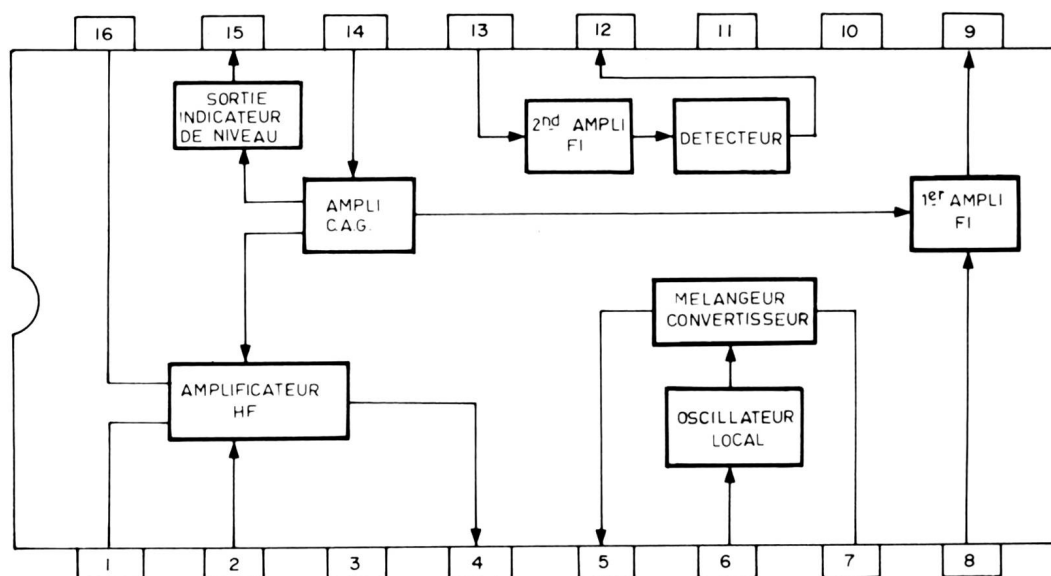 16 15 14 13 12 11 10 9
SORTIE
INDICATEUR
DE NIVEAU
2nd AMPLI
FI
DÉTECTEUR
AMPLI
C.A.G.
1er AMPLI
FI
MELANGEUR
CONVERTISSEUR
AMPLIFICATEUR
HF
OSCILLATEUR
LOCAL
1 2 3 4 5 6 7 8